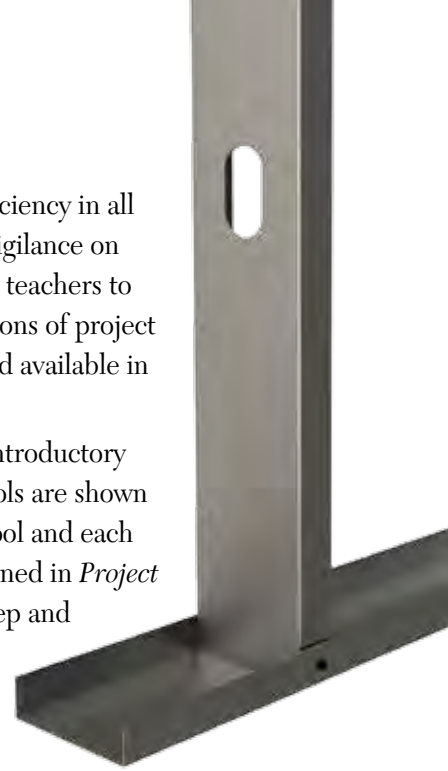 ciency in all
igilance on
teachers to
ons of project
d available in
ntroductory
ols are shown
ool and each
ned in Project
ep and